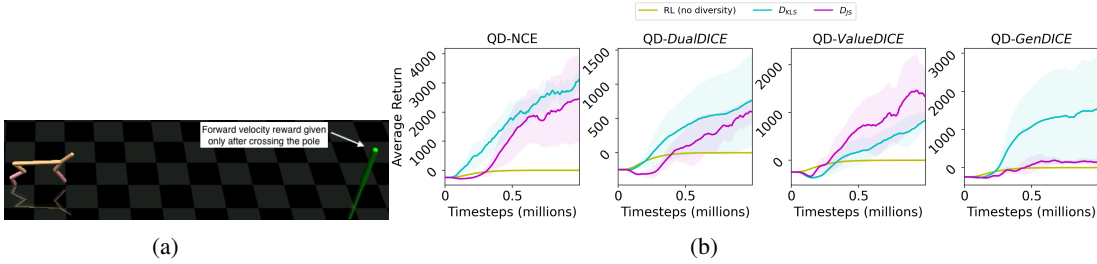 RL (no diversity) D_KLS D_JS
Forward velocity reward given
only after crossing the pole
(a)
QD-NCE
Average Return
4000
3000
2000
1000
0
0
0.5
Timesteps (millions)
QD-DualDICE
1500
1000
500
0
0
0.5
Timesteps (millions)
QD-ValueDICE
2000
1000
0
0
0.5
Timesteps (millions)
QD-GenDICE
3000
2000
1000
0
0
0.5
Timesteps (millions)
(b)